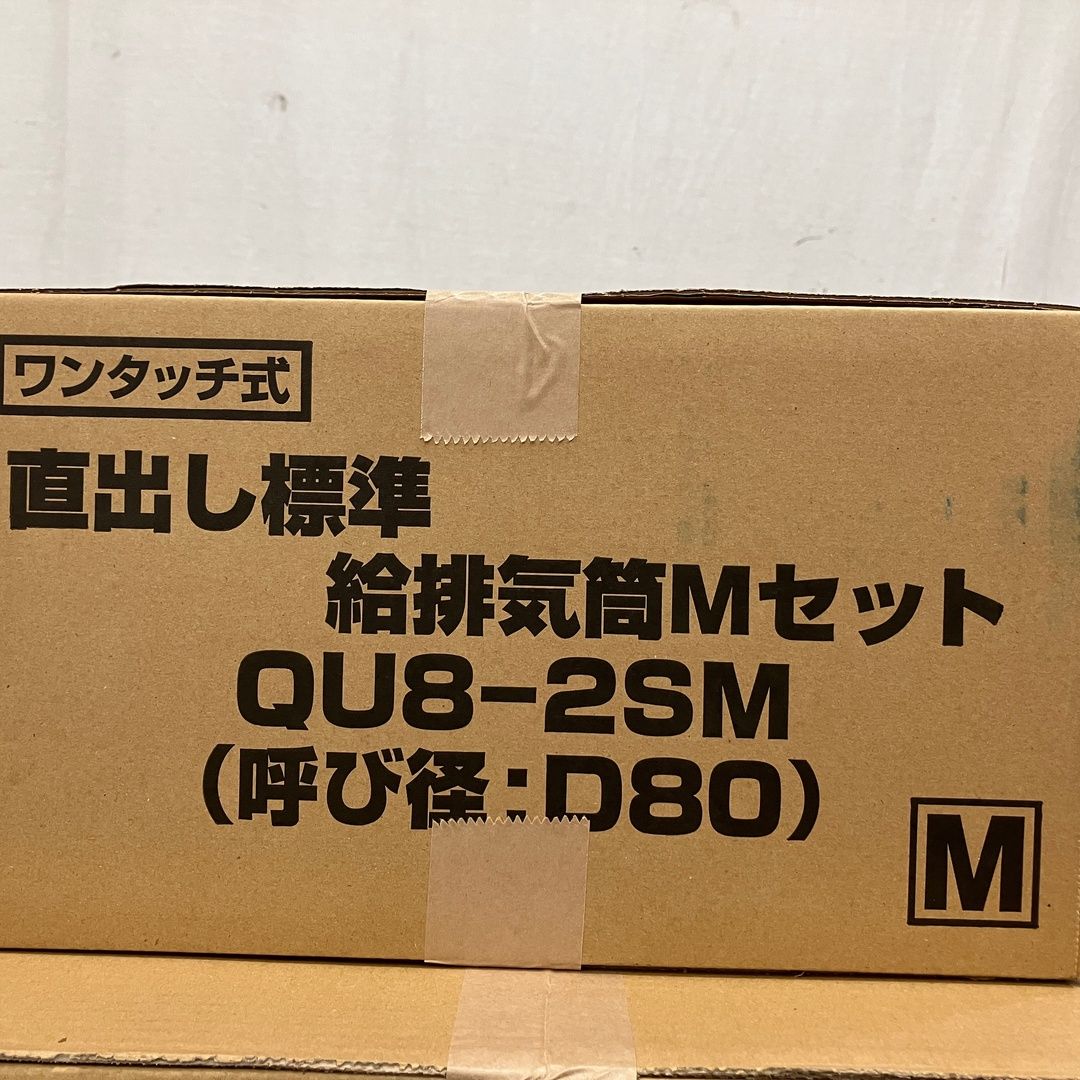 ワンタッチ式
直出し標準
給排気筒Mセット
QU8-2SM
(呼び径:D80)
M